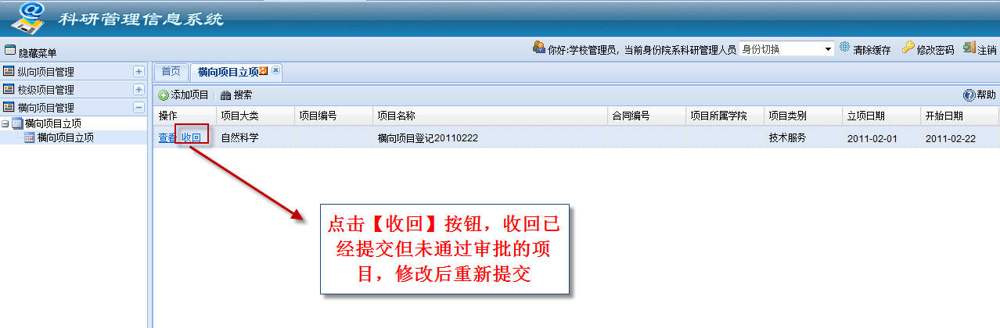 科研管理信息系统
隐藏菜单
你好:学校管理员，当前身份院系科研管理人员 身份切换 清除缓存 修改密码 注销
纵向项目管理
校级项目管理
横向项目管理
横向项目立项
横向项目立项
首页 横向项目立项
添加项目 搜索 帮助
操作 项目大类 项目编号 项目名称 合同编号 项目所属学院 项目类别 立项日期 开始日期
查看 收回 自然科学 横向项目登记20110222 技术服务 2011-02-01 2011-02-22
点击【收回】按钮，收回已
经提交但未通过审批的项
目，修改后重新提交